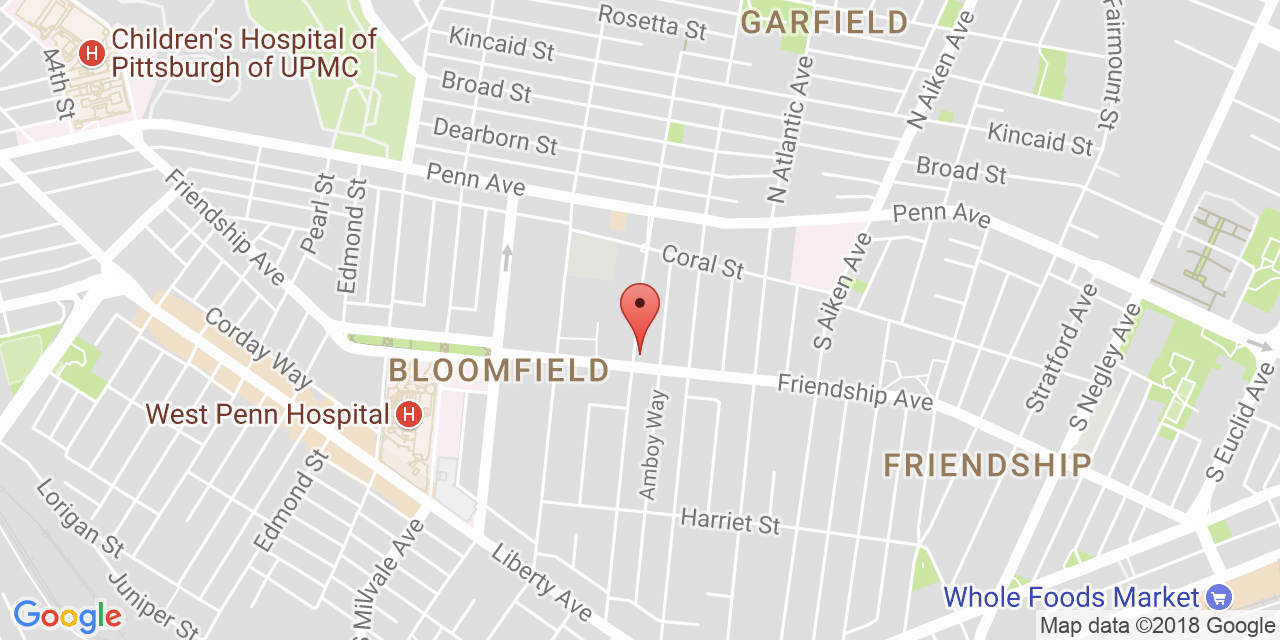 Rosetta St
GARFIELD
Children's Hospital of
Pittsburgh of UPMC
H
44th St
Kincaid St
Broad St
Dearborn St
N Atlantic Ave
N Aiken Ave
Fairmount St
Kincaid St
Broad St
Penn Ave
Penn Ave
Friendship Ave
Pearl St
Edmond St
Coral St
S Aiken Ave
Corday Way
BLOOMFIELD
Friendship Ave
Stratford Ave
S Negley Ave
S Euclid Ave
West Penn Hospital
H
Amboy Way
FRIENDSHIP
Edmond St
Lorigan St
Harriet St
Juniper St
S Millvale Ave
Liberty Ave
Whole Foods Market
Google
Map data ©2018 Google